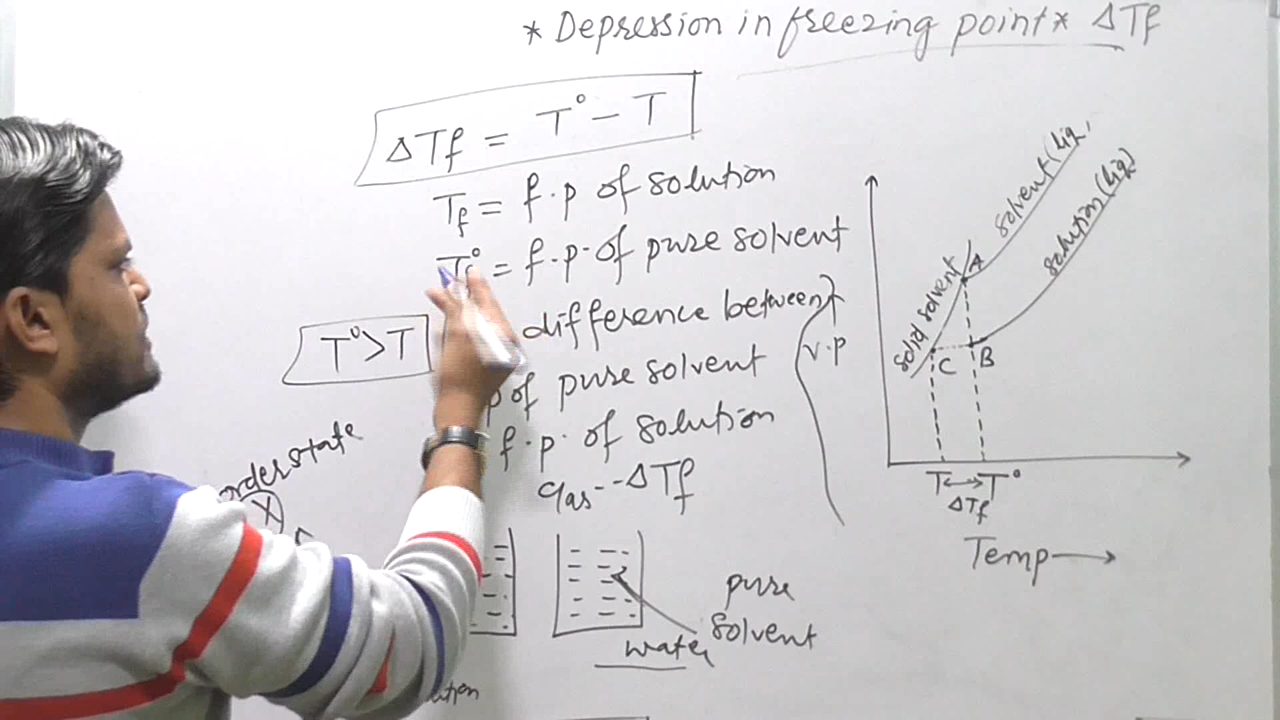 * Depression in freezing point * ΔTf
ΔTf = T° - T
Tf = f.p of solution
Tf° = f.p. of pure solvent
T° > T
difference between
p of pure solvent
f.p. of solution
gas -- ΔTf
order state
X
water
pure
solvent
v.p
solid solvent
A
solvent (liq,
solution (liq)
C
B
T ↔ T°
ΔTf
Temp →